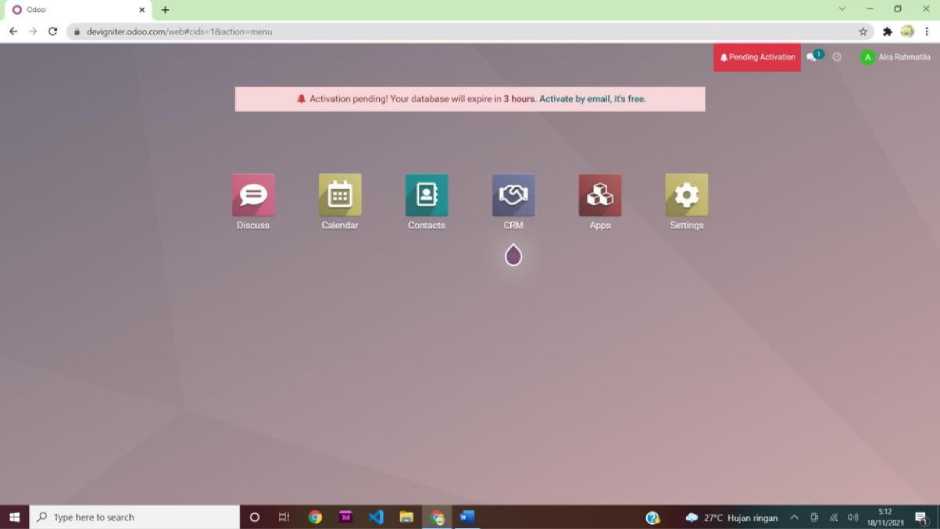 Odoo
devigniter.odoo.com/web#cids=1&action=menu
Pending Activation
1
A
Aira Rahmatila
Activation pending! Your database will expire in 3 hours. Activate by email, it's free.
Discuss Calendar Contacts CRM Apps Settings
Type here to search
27°C Hujan ringan
5:12
18/11/2021